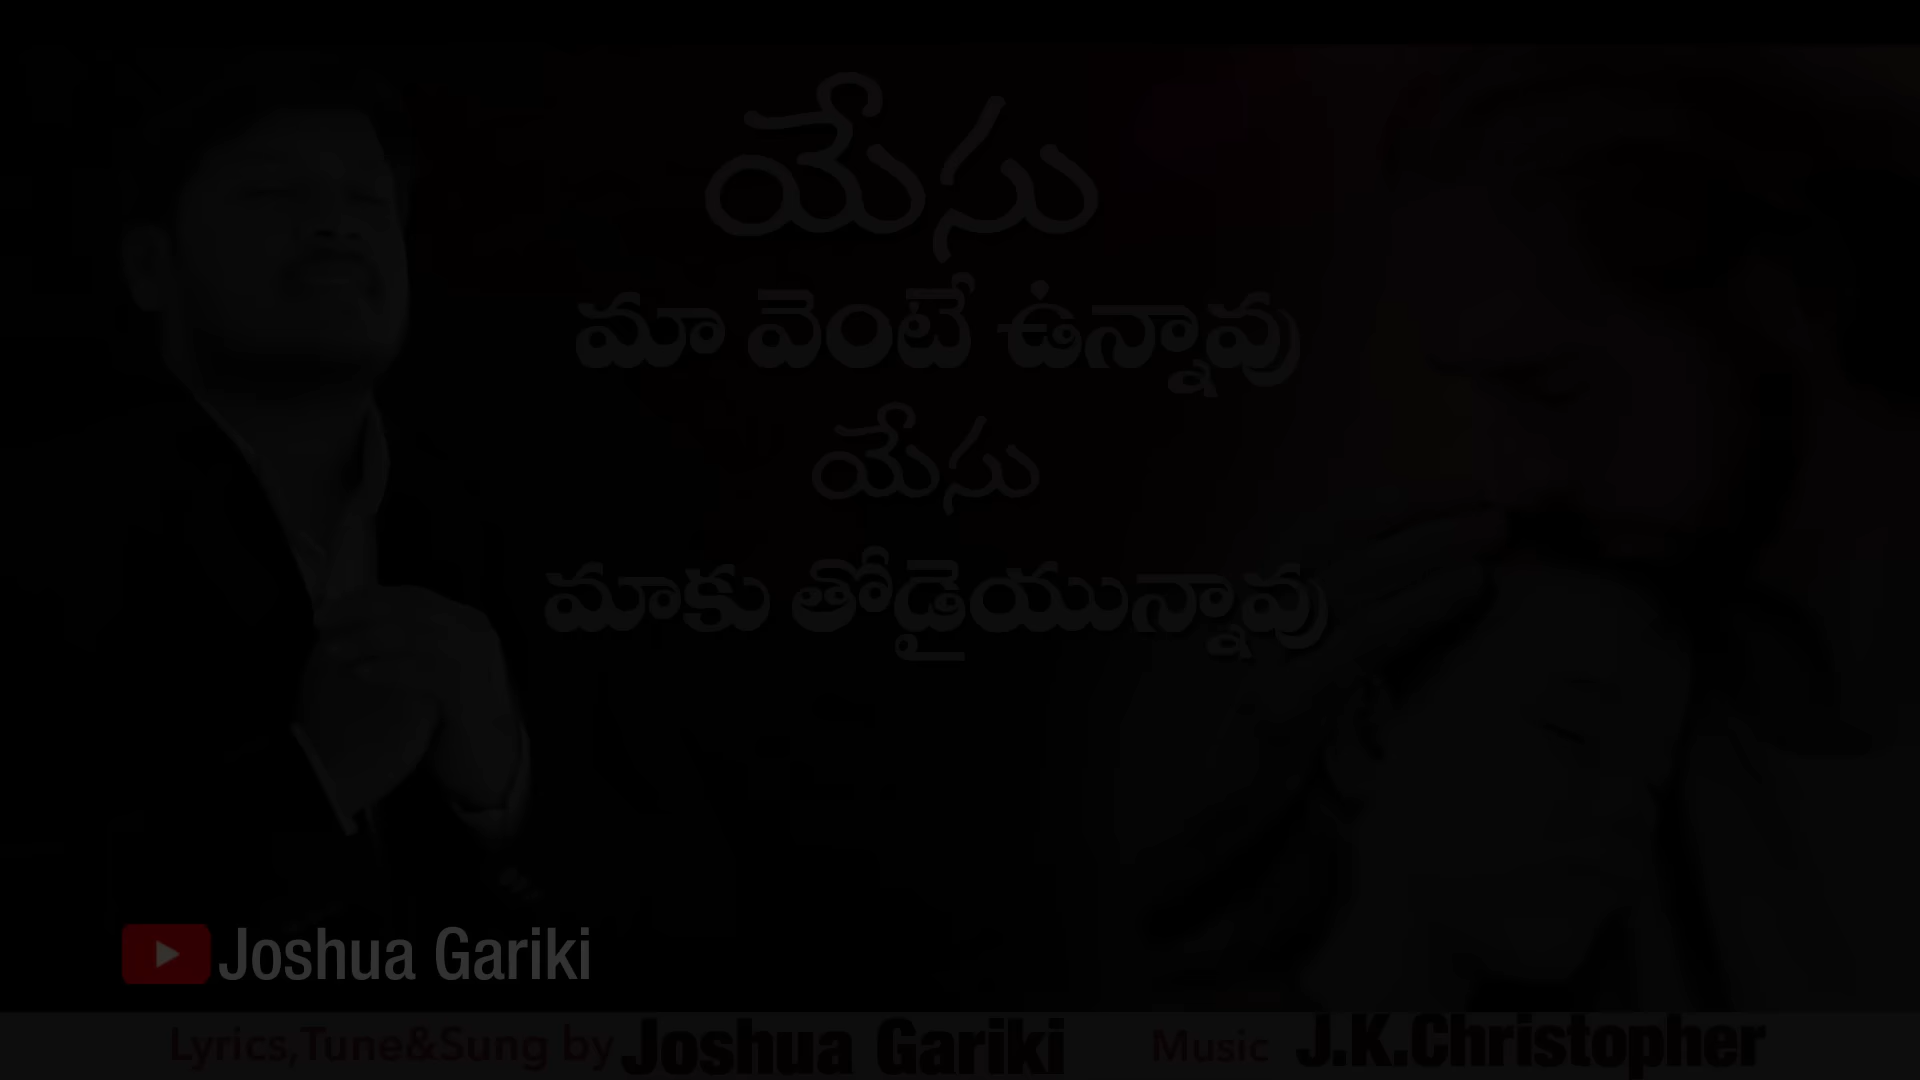 యేసు
మా వెంటే ఉన్నావు
యేసు
మాకు తోడైయున్నావు
Joshua Gariki
Lyrics,Tune&Sung by Joshua Gariki Music J.K.Christopher